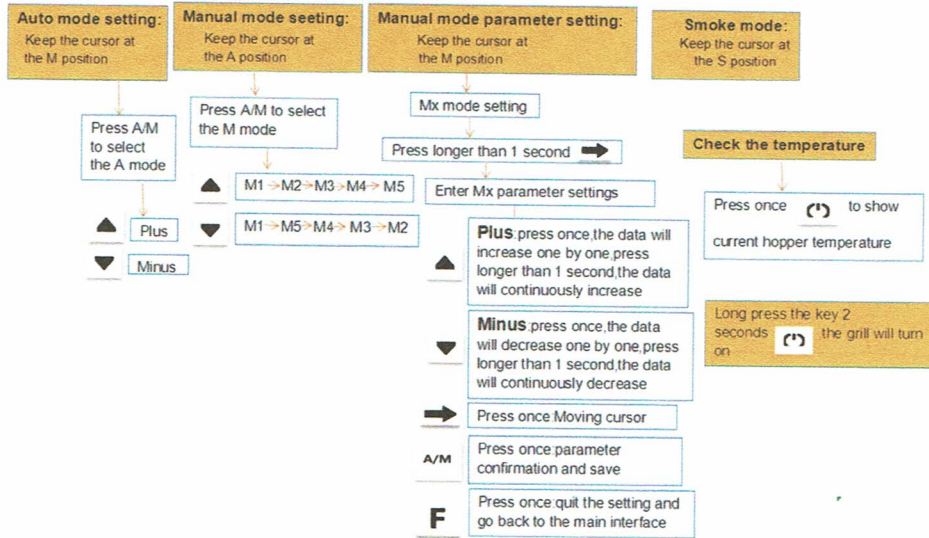 Auto mode setting:
Keep the cursor at
the M position
Press A/M
to select
the A mode
Plus
Minus
Manual mode seeting:
Keep the cursor at
the A position
Press A/M to select
the M mode
M1→M2→M3→M4→M5
M1→M5→M4→M3→M2
Manual mode parameter setting:
Keep the cursor at
the M position
Mx mode setting
Press longer than 1 second
Enter Mx parameter settings
Plus:press once,the data will
increase one by one,press
longer than 1 second,the data
will continuously increase
Minus:press once,the data
will decrease one by one,press
longer than 1 second,the data
will continuously decrease
Press once:Moving cursor
A/M
Press once:parameter
confirmation and save
F
Press once:quit the setting and
go back to the main interface
Smoke mode:
Keep the cursor at
the S position
Check the temperature
Press once to show
current hopper temperature
Long press the key 2
seconds the grill will turn
on